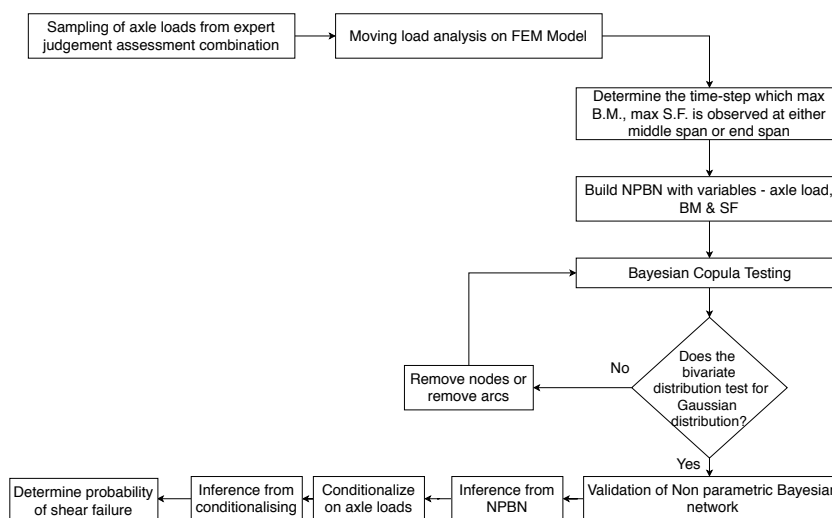 Sampling of axle loads from expert
judgement assessment combination
Moving load analysis on FEM Model
Determine the time-step which max
B.M., max S.F. is observed at either
middle span or end span
Build NPBN with variables - axle load,
BM & SF
Bayesian Copula Testing
Does the
bivariate
distribution test for
Gaussian
distribution?
No
Remove nodes or
remove arcs
Yes
Validation of Non parametric Bayesian
network
Inference from
NPBN
Conditionalize
on axle loads
Inference from
conditionalising
Determine probability
of shear failure